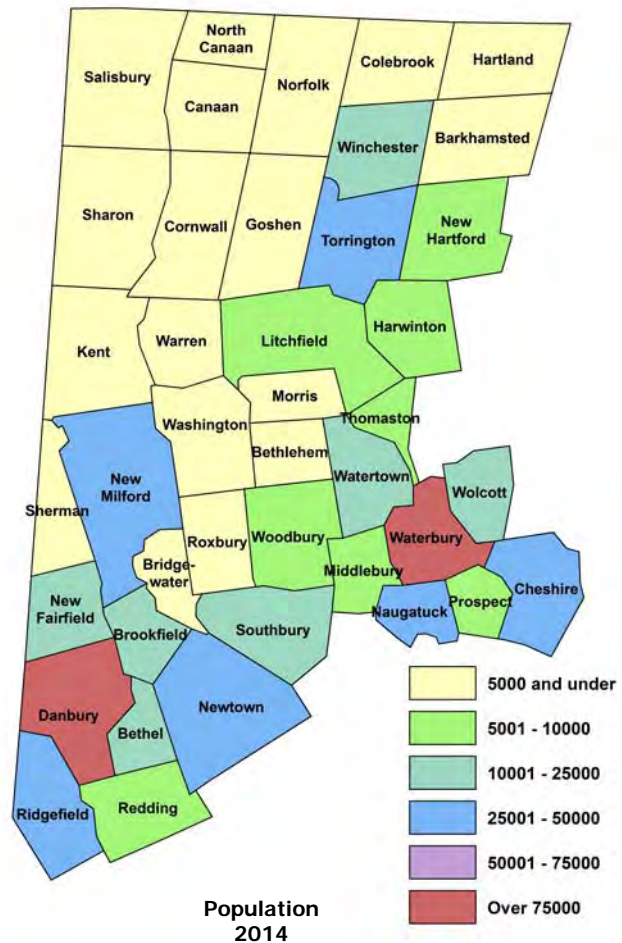 North
Canaan
Salisbury
Canaan
Norfolk
Colebrook
Hartland
Winchester
Barkhamsted
Sharon
Cornwall
Goshen
Torrington
New
Hartford
Kent
Warren
Litchfield
Harwinton
Morris
Washington
Thomaston
Bethlehem
Watertown
New
Milford
Sherman
Roxbury
Woodbury
Waterbury
Wolcott
Bridge-
water
Middlebury
Naugatuck
Prospect
Cheshire
New
Fairfield
Brookfield
Southbury
Danbury
Bethel
Newtown
Ridgefield
Redding
5000 and under
5001 - 10000
10001 - 25000
25001 - 50000
50001 - 75000
Over 75000
Population
2014